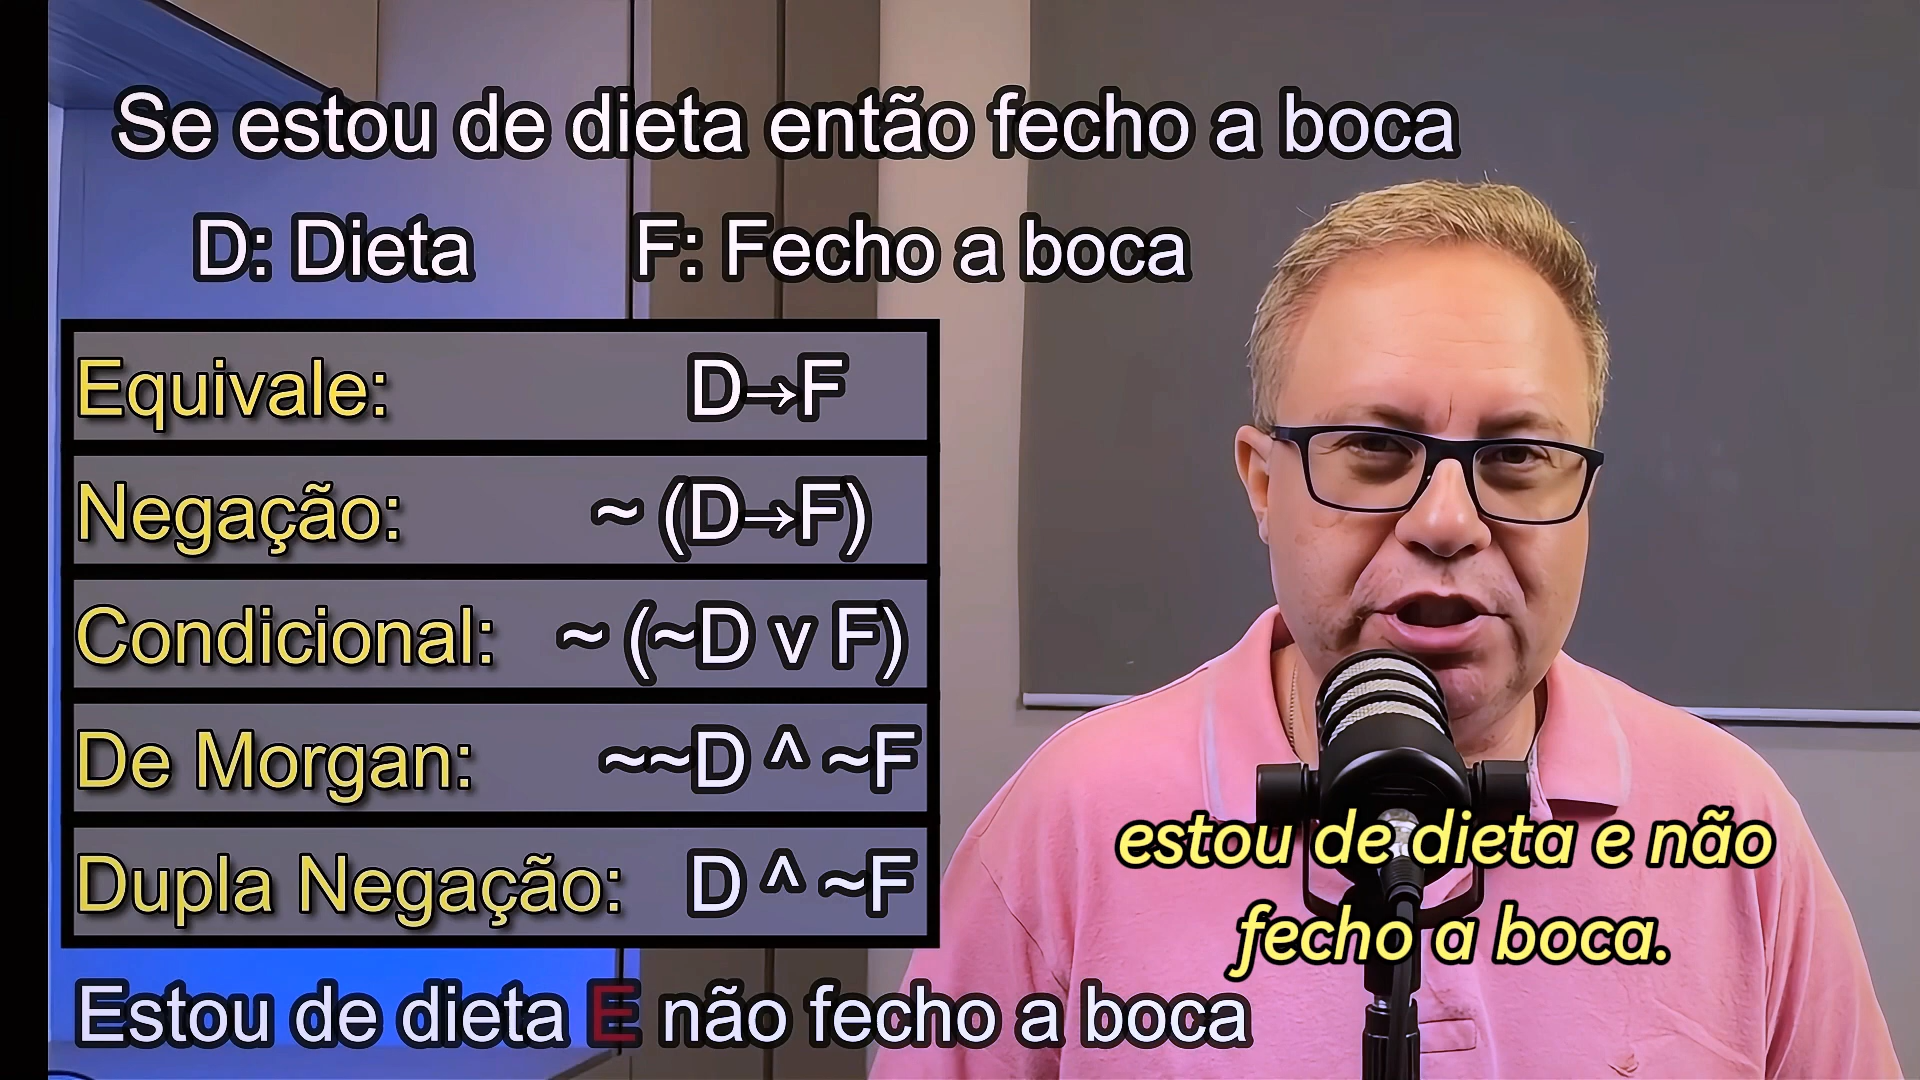 Se estou de dieta então fecho a boca
D: Dieta F: Fecho a boca
Equivale: D→F
Negação: ~ (D→F)
Condicional: ~ (~D v F)
De Morgan: ~~D ^ ~F
Dupla Negação: D ^ ~F
estou de dieta e não
fecho a boca.
Estou de dieta E não fecho a boca